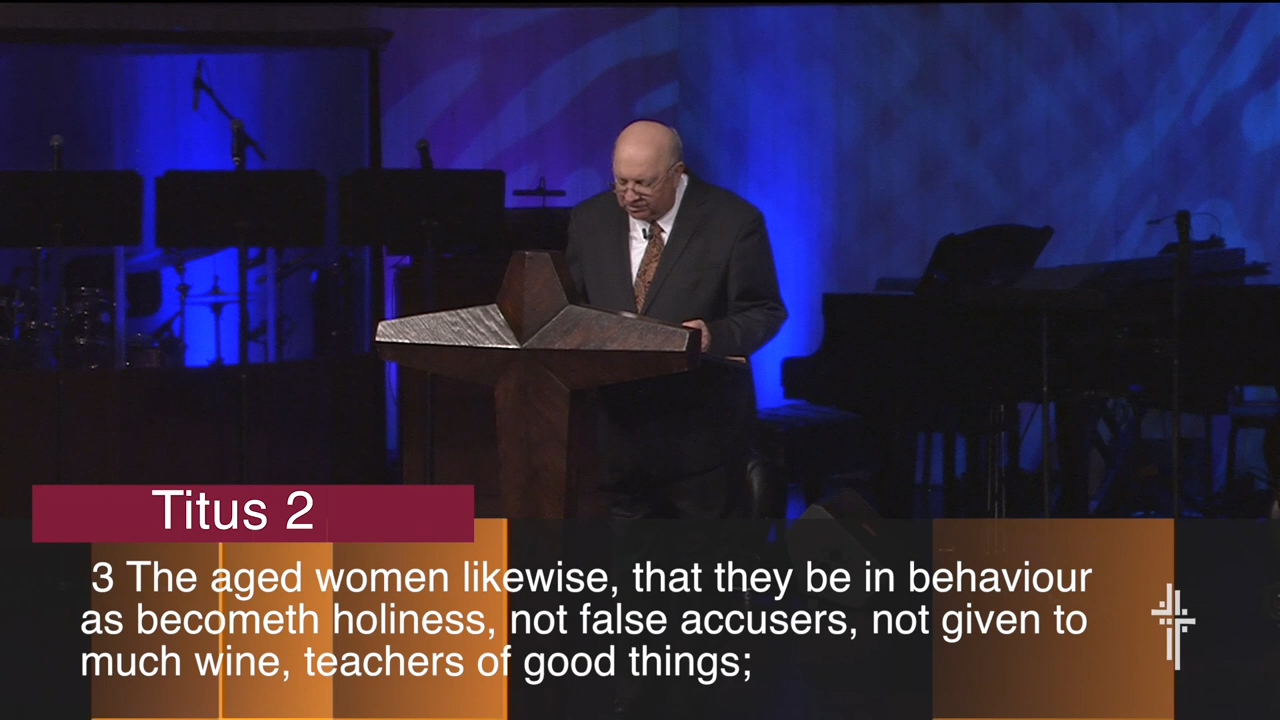 Titus 2
3 The aged women likewise, that they be in behaviour
as becometh holiness, not false accusers, not given to
much wine, teachers of good things;